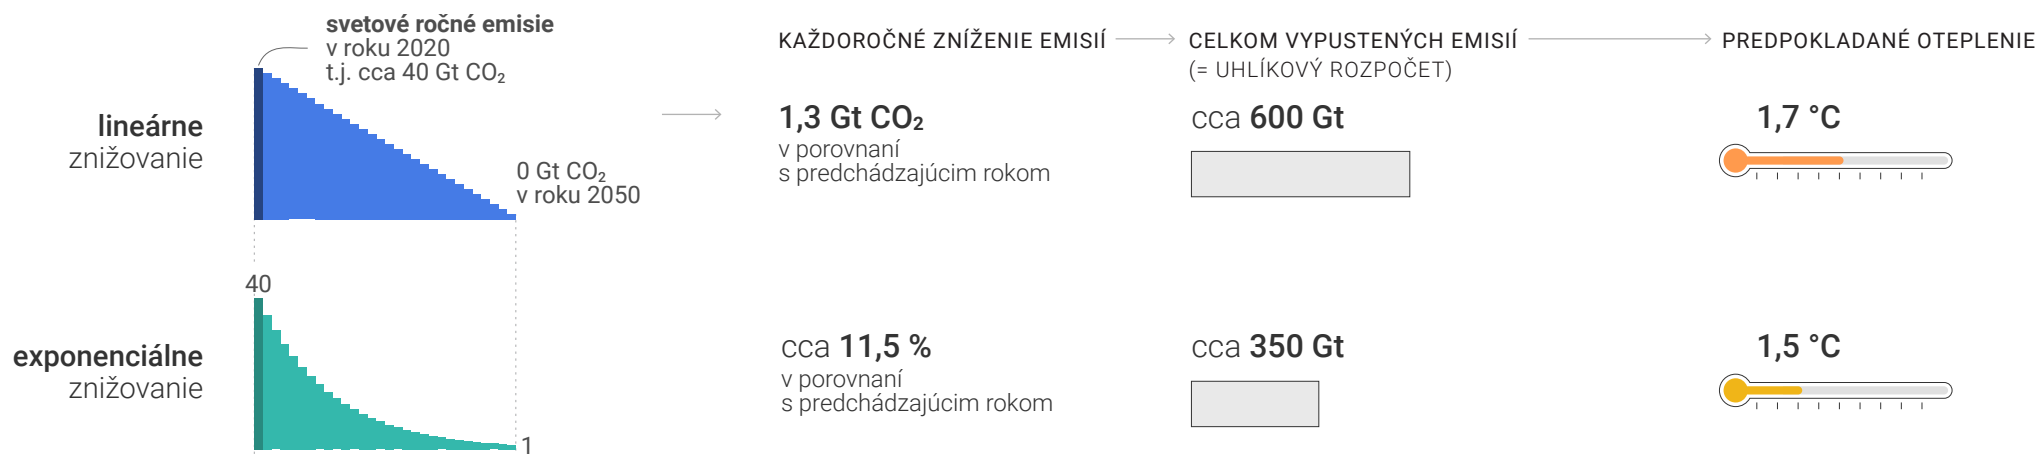 svetové ročné emisie
v roku 2020
t.j. cca 40 Gt CO₂
lineárne
znižovanie
0 Gt CO₂
v roku 2050
KAŽDOROČNÉ ZNÍŽENIE EMISIÍ
CELKOM VYPUSTENÝCH EMISIÍ
(= UHLÍKOVÝ ROZPOČET)
PREDPOKLADANÉ OTEPLENIE
1,3 Gt CO₂
v porovnaní
s predchádzajúcim rokom
cca 600 Gt
1,7 °C
40
exponenciálne
znižovanie
1
cca 11,5 %
v porovnaní
s predchádzajúcim rokom
cca 350 Gt
1,5 °C